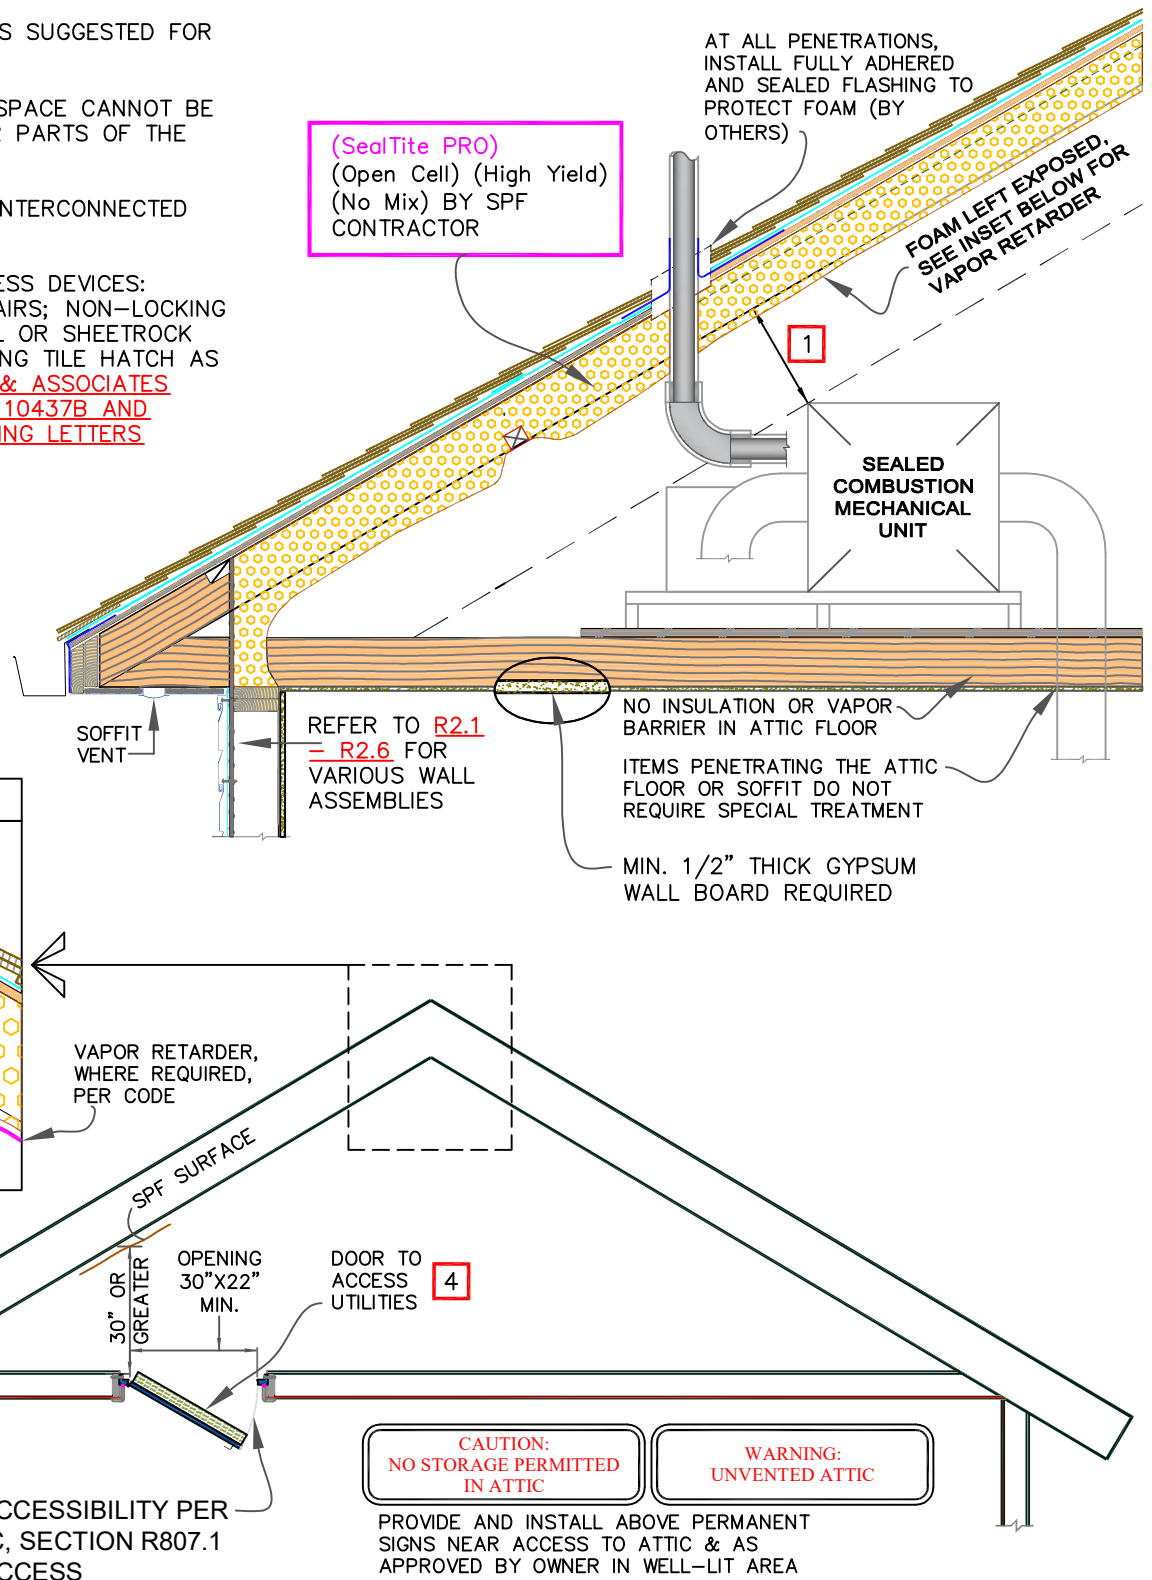 S SUGGESTED FOR
SPACE CANNOT BE
R PARTS OF THE
NTERCONNECTED
ESS DEVICES:
AIRS; NON-LOCKING
L OR SHEETROCK
NG TILE HATCH AS
& ASSOCIATES
10437B AND
ING LETTERS
(SealTite PRO)
(Open Cell) (High Yield)
(No Mix) BY SPF
CONTRACTOR
AT ALL PENETRATIONS,
INSTALL FULLY ADHERED
AND SEALED FLASHING TO
PROTECT FOAM (BY
OTHERS)
FOAM LEFT EXPOSED,
SEE INSET BELOW FOR
VAPOR RETARDER
1
SEALED
COMBUSTION
MECHANICAL
UNIT
SOFFIT
VENT
REFER TO R2.1
- R2.6 FOR
VARIOUS WALL
ASSEMBLIES
NO INSULATION OR VAPOR
BARRIER IN ATTIC FLOOR
ITEMS PENETRATING THE ATTIC
FLOOR OR SOFFIT DO NOT
REQUIRE SPECIAL TREATMENT
MIN. 1/2" THICK GYPSUM
WALL BOARD REQUIRED
VAPOR RETARDER,
WHERE REQUIRED,
PER CODE
SPF SURFACE
30" OR
GREATER
OPENING
30"X22"
MIN.
DOOR TO
ACCESS
UTILITIES
4
CAUTION:
NO STORAGE PERMITTED
IN ATTIC
WARNING:
UNVENTED ATTIC
CCESSIBILITY PER
C, SECTION R807.1
CCESS
PROVIDE AND INSTALL ABOVE PERMANENT
SIGNS NEAR ACCESS TO ATTIC & AS
APPROVED BY OWNER IN WELL-LIT AREA